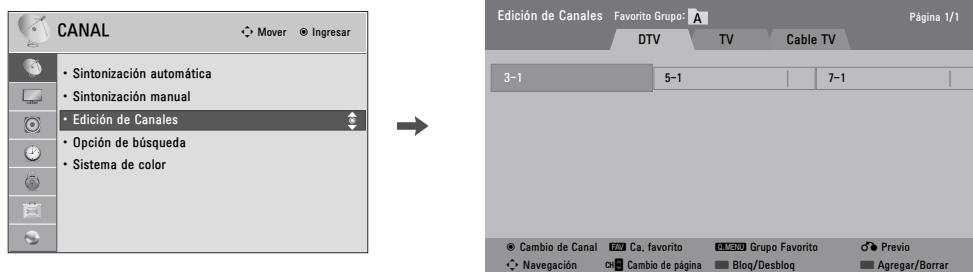 CANAL
Mover Ingresar
• Sintonización automática
• Sintonización manual
• Edición de Canales
• Opción de búsqueda
• Sistema de color
Edición de Canales Favorito Grupo: A Página 1/1
DTV TV Cable TV
3-1 5-1 7-1
Cambio de Canal FAV Ca, favorito Q.MENU Grupo Favorito Previo
Navegación CH Cambio de página Bloq/Desbloq Agregar/Borrar